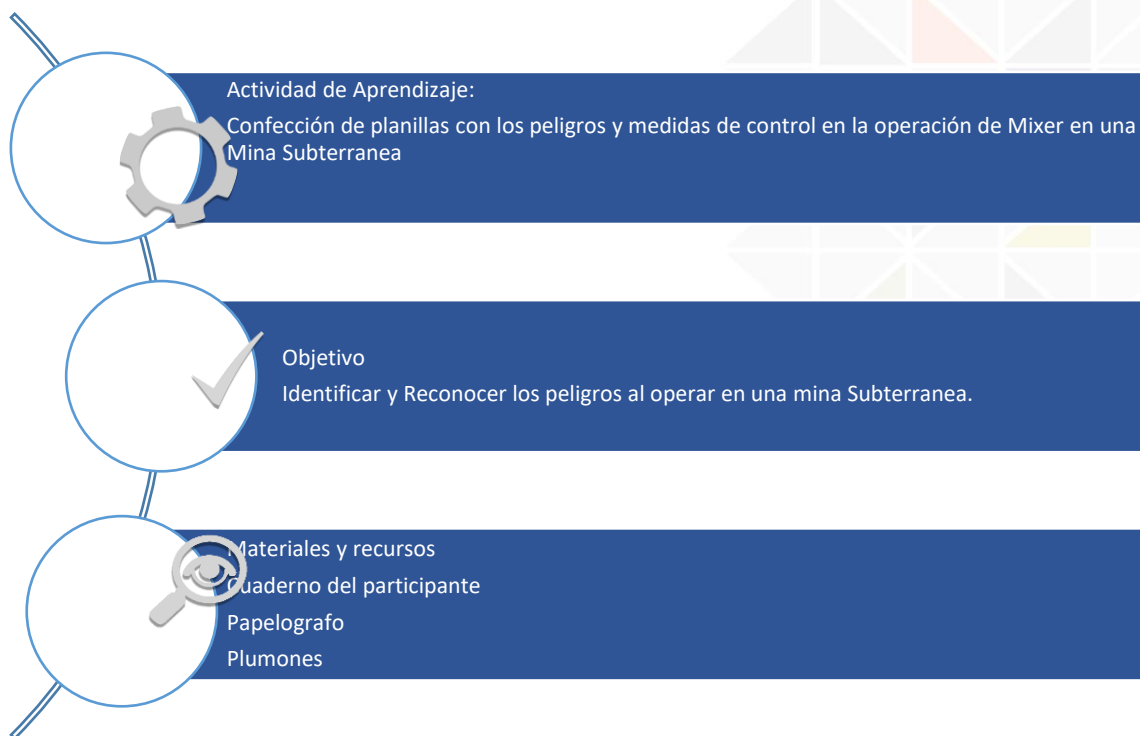 Actividad de Aprendizaje:
Confección de planillas con los peligros y medidas de control en la operación de Mixer en una
Mina Subterranea
Objetivo
Identificar y Reconocer los peligros al operar en una mina Subterranea.
Materiales y recursos
Cuaderno del participante
Papelografo
Plumones